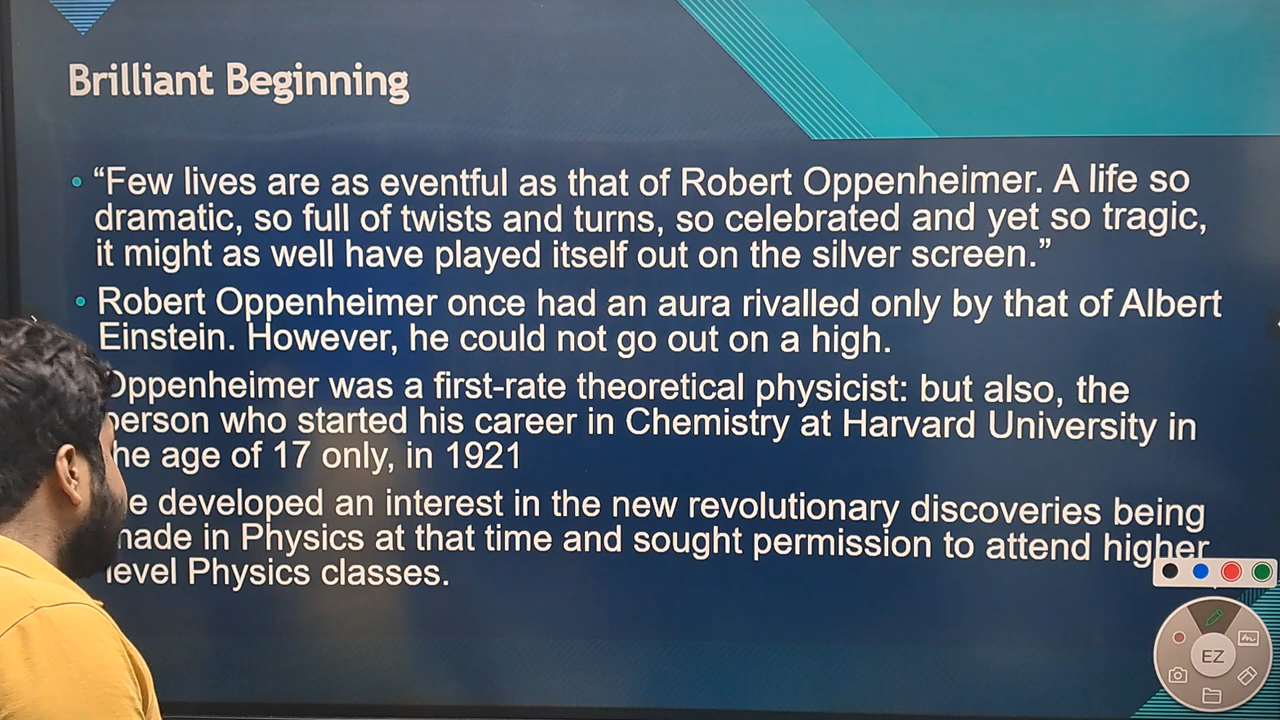 Brilliant Beginning
• “Few lives are as eventful as that of Robert Oppenheimer. A life so
dramatic, so full of twists and turns, so celebrated and yet so tragic,
it might as well have played itself out on the silver screen.”
• Robert Oppenheimer once had an aura rivalled only by that of Albert
Einstein. However, he could not go out on a high.
Oppenheimer was a first-rate theoretical physicist: but also, the
person who started his career in Chemistry at Harvard University in
the age of 17 only, in 1921
He developed an interest in the new revolutionary discoveries being
made in Physics at that time and sought permission to attend higher
level Physics classes.
EZ